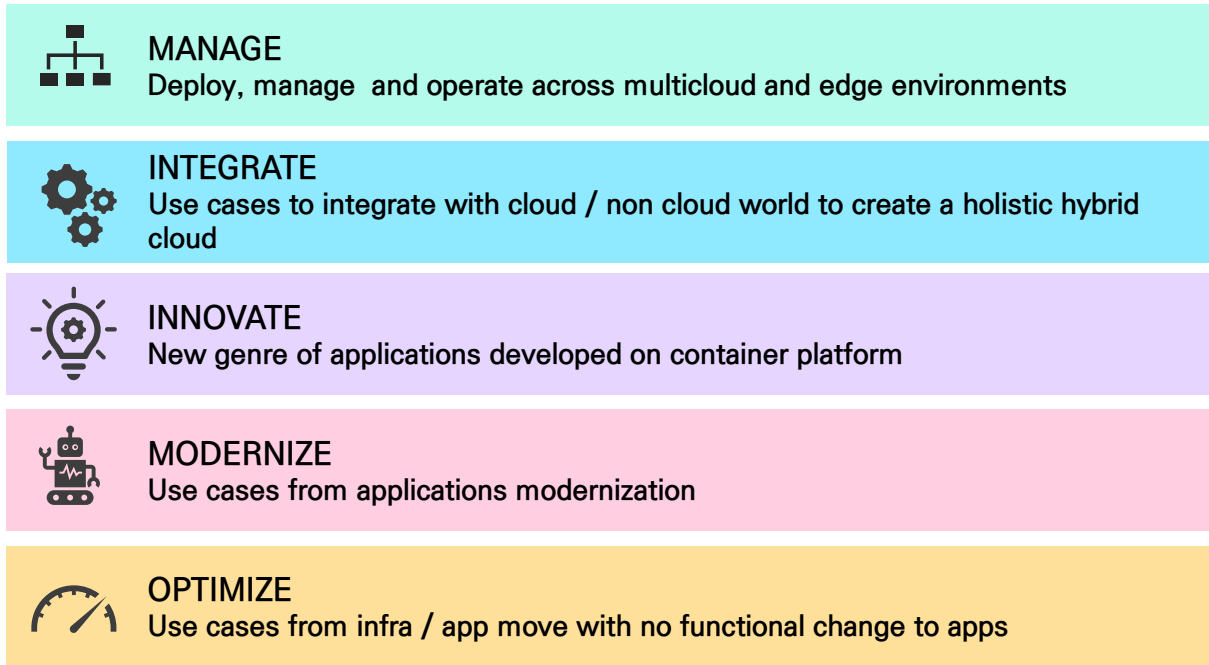 MANAGE
Deploy, manage  and operate across multicloud and edge environments
INTEGRATE
Use cases to integrate with cloud / non cloud world to create a holistic hybrid
cloud
INNOVATE
New genre of applications developed on container platform
MODERNIZE
Use cases from applications modernization
OPTIMIZE
Use cases from infra / app move with no functional change to apps